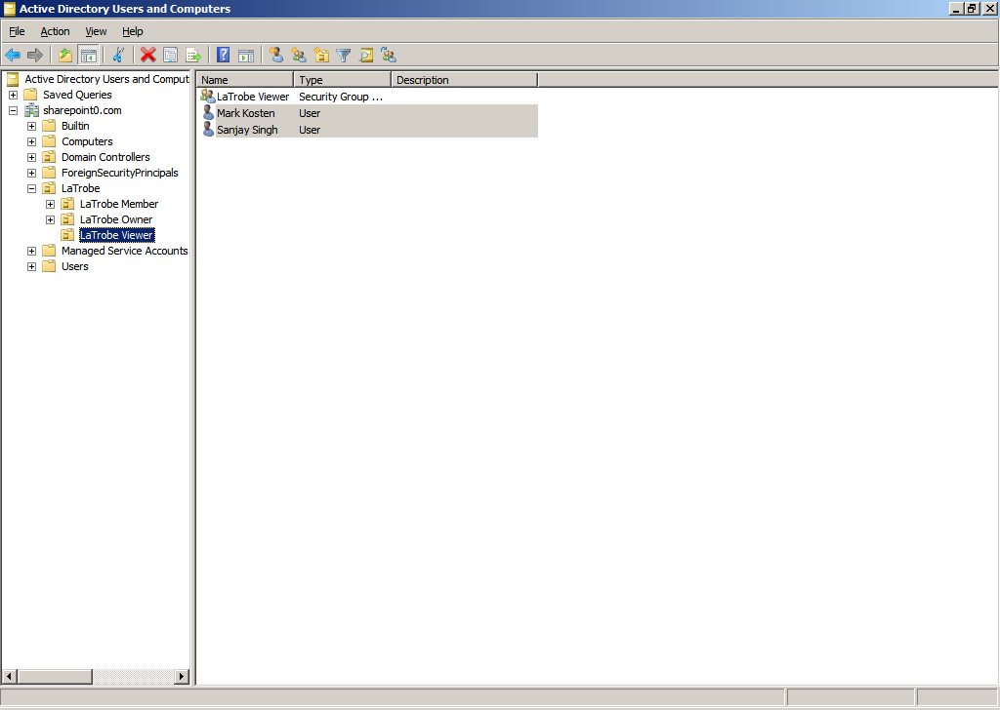 Active Directory Users and Computers
File Action View Help
Active Directory Users and Comput
Saved Queries
sharepoint0.com
Builtin
Computers
Domain Controllers
ForeignSecurityPrincipals
LaTrobe
LaTrobe Member
LaTrobe Owner
LaTrobe Viewer
Managed Service Accounts
Users
Name Type Description
LaTrobe Viewer Security Group ...
Mark Kosten User
Sanjay Singh User